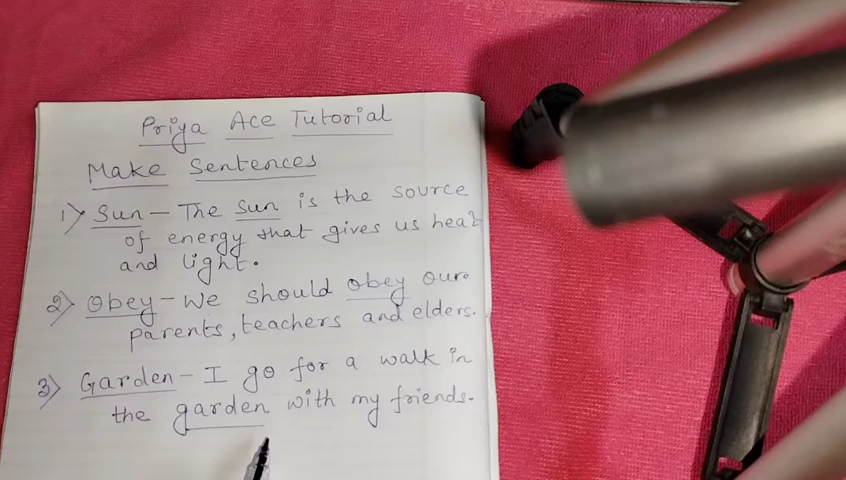 Priya Ace Tutorial
Make Sentences
1) Sun - The sun is the source
of energy that gives us heat
and light.
2) Obey - We should obey our
parents, teachers and elders.
3) Garden - I go for a walk in
the garden with my friends.